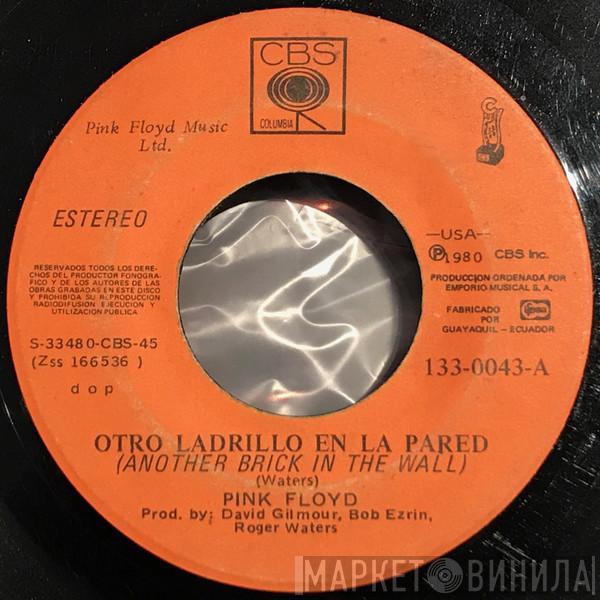 CBS
COLUMBIA
Pink Floyd Music
Ltd.
ESTEREO
RESERVADOS TODOS LOS DERE-
CHOS DEL PRODUCTOR FONOGRA-
FICO Y DE LOS AUTORES DE LAS
OBRAS GRABADAS EN ESTE DISCO
Y PROHIBIDA SU REPRODUCCION
RADIODIFUSION EJECUCION Y
UTILIZACION PUBLICA
S-33480-CBS-45
(Zss 166536 )
d o p
—USA—
Ⓟ1980 CBS Inc.
PRODUCCION ORDENADA POR
EMPORIO MUSICAL S. A.
FABRICADO
POR
GUAYAQUIL - ECUADOR
133-0043-A
OTRO LADRILLO EN LA PARED
(ANOTHER BRICK IN THE WALL)
(Waters)
PINK FLOYD
Prod. by: David Gilmour, Bob Ezrin,
Roger Waters
МАРКЕТ ВИНИЛА